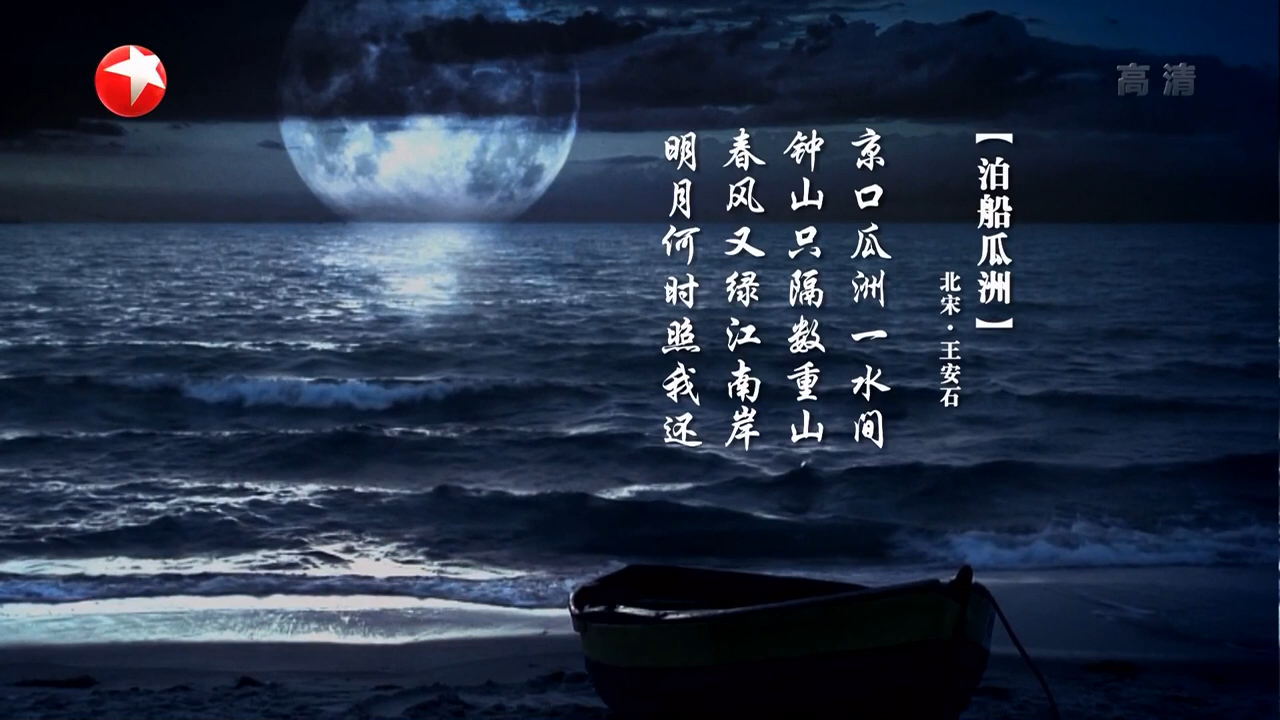 高清
【泊船瓜洲】
北宋·王安石
京口瓜洲一水间
钟山只隔数重山
春风又绿江南岸
明月何时照我还